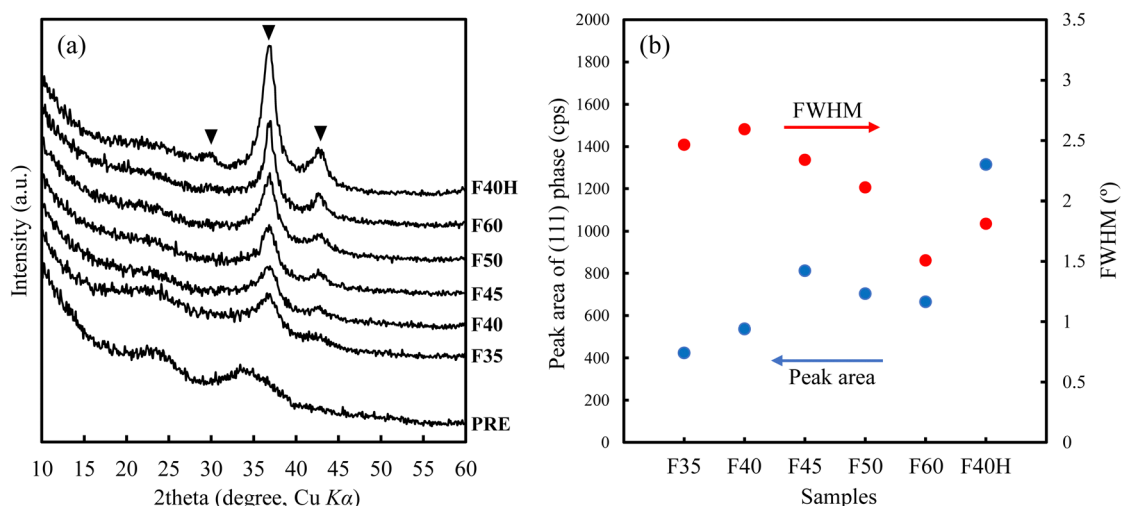 (a)
Intensity (a.u.)
F40H
F60
F50
F45
F40
F35
PRE
10 15 20 25 30 35 40 45 50 55 60
2theta (degree, Cu Kα)
(b)
Peak area of (111) phase (cps)
2000
1800
1600
1400
1200
1000
800
600
400
200
0
FWHM
Peak area
3.5
3
2.5
2
1.5
1
0.5
0
FWHM (º)
F35 F40 F45 F50 F60 F40H
Samples